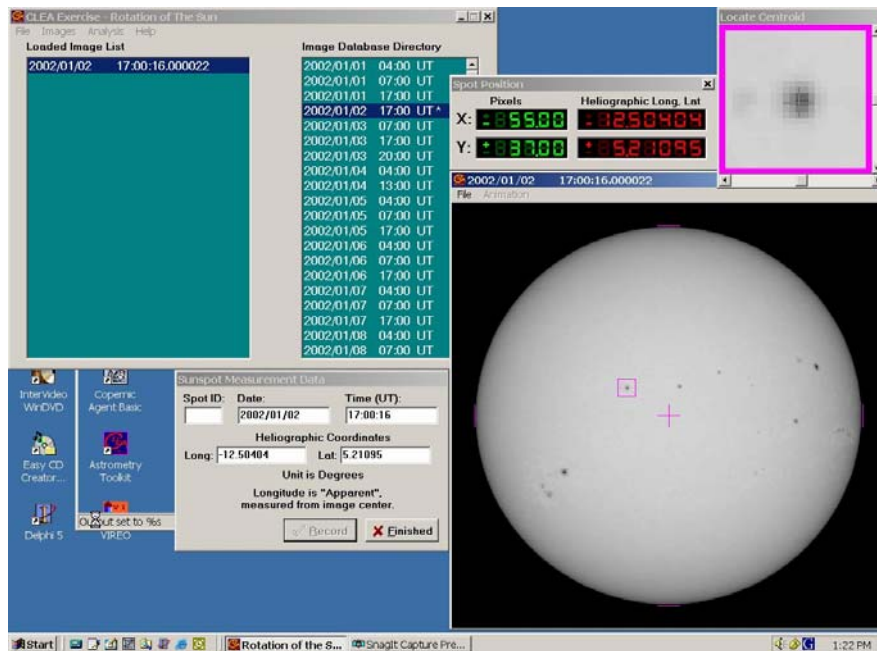 CLEA Exercise - Rotation of The Sun
File Images Analysis Help
Loaded Image List
2002/01/02 17:00:16.000022
Image Database Directory
2002/01/01 04:00 UT
2002/01/01 07:00 UT
2002/01/01 17:00 UT
2002/01/02 17:00 UT *
2002/01/03 07:00 UT
2002/01/03 17:00 UT
2002/01/03 20:00 UT
2002/01/04 04:00 UT
2002/01/04 13:00 UT
2002/01/05 04:00 UT
2002/01/05 07:00 UT
2002/01/05 17:00 UT
2002/01/06 04:00 UT
2002/01/06 07:00 UT
2002/01/06 17:00 UT
2002/01/07 04:00 UT
2002/01/07 07:00 UT
2002/01/07 17:00 UT
2002/01/08 04:00 UT
2002/01/08 07:00 UT
Locate Centroid
Spot Position
Pixels Heliographic Long, Lat
X: - 55.00 - 12.50404
Y: + 37.00 + 5.21095
2002/01/02 17:00:16.000022
File Animation
InterVideo WinDVD
Copernic Agent Basic
Easy CD Creator...
Astrometry Toolkit
Delphi 5
VIREO
Sunspot Measurement Data
Spot ID: Date: Time (UT):
2002/01/02 17:00:16
Heliographic Coordinates
Long: -12.50404 Lat: 5.21095
Unit is Degrees
Longitude is "Apparent",
measured from image center.
Record Finished
set to %s
Start
Rotation of the S...
SnagIt Capture Pre...
1:22 PM